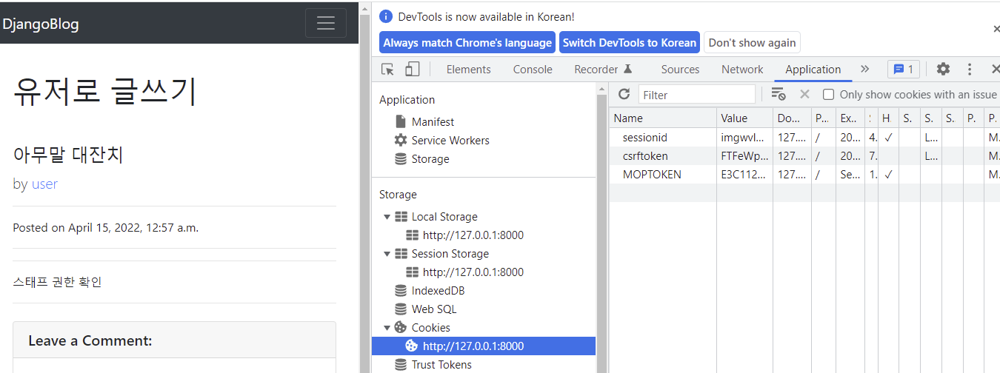 DjangoBlog
유저로 글쓰기
아무말 대잔치
by user
Posted on April 15, 2022, 12:57 a.m.
스태프 권한 확인
Leave a Comment:
DevTools is now available in Korean!
Always match Chrome's language Switch DevTools to Korean Don't show again
Elements Console Recorder Sources Network Application 1
Application
Manifest
Service Workers
Storage
Storage
Local Storage
http://127.0.0.1:8000
Session Storage
http://127.0.0.1:8000
IndexedDB
Web SQL
Cookies
http://127.0.0.1:8000
Trust Tokens
Filter Only show cookies with an issue
Name Value Do... P... Ex... S H. S. S.. S. P. P.
sessionid imgwvl... 127.... / 20... 4. ✓ L... M.
csrftoken FTFeWp... 127.... / 20... 7. L... M.
MOPTOKEN E3C112... 127.... / Se... 1. ✓ M.